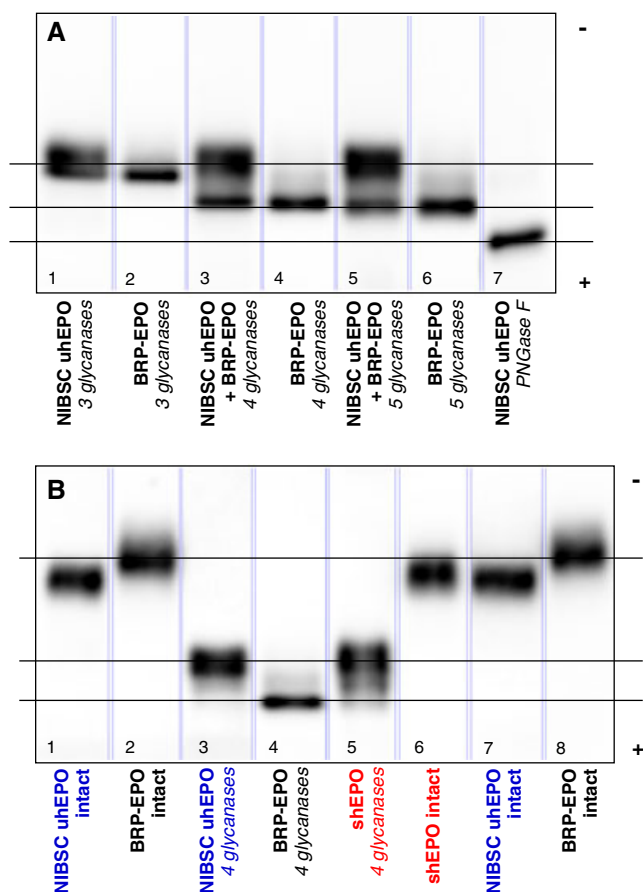 A
-
1 2 3 4 5 6 7
+
NIBSC uhEPO
3 glycanases
BRP-EPO
3 glycanases
NIBSC uhEPO
+ BRP-EPO
4 glycanases
BRP-EPO
4 glycanases
NIBSC uhEPO
+ BRP-EPO
5 glycanases
BRP-EPO
5 glycanases
NIBSC uhEPO
PNGase F
B
-
1 2 3 4 5 6 7 8
+
NIBSC uhEPO
intact
BRP-EPO
intact
NIBSC uhEPO
4 glycanases
BRP-EPO
4 glycanases
shEPO
4 glycanases
shEPO intact
NIBSC uhEPO
intact
BRP-EPO
intact